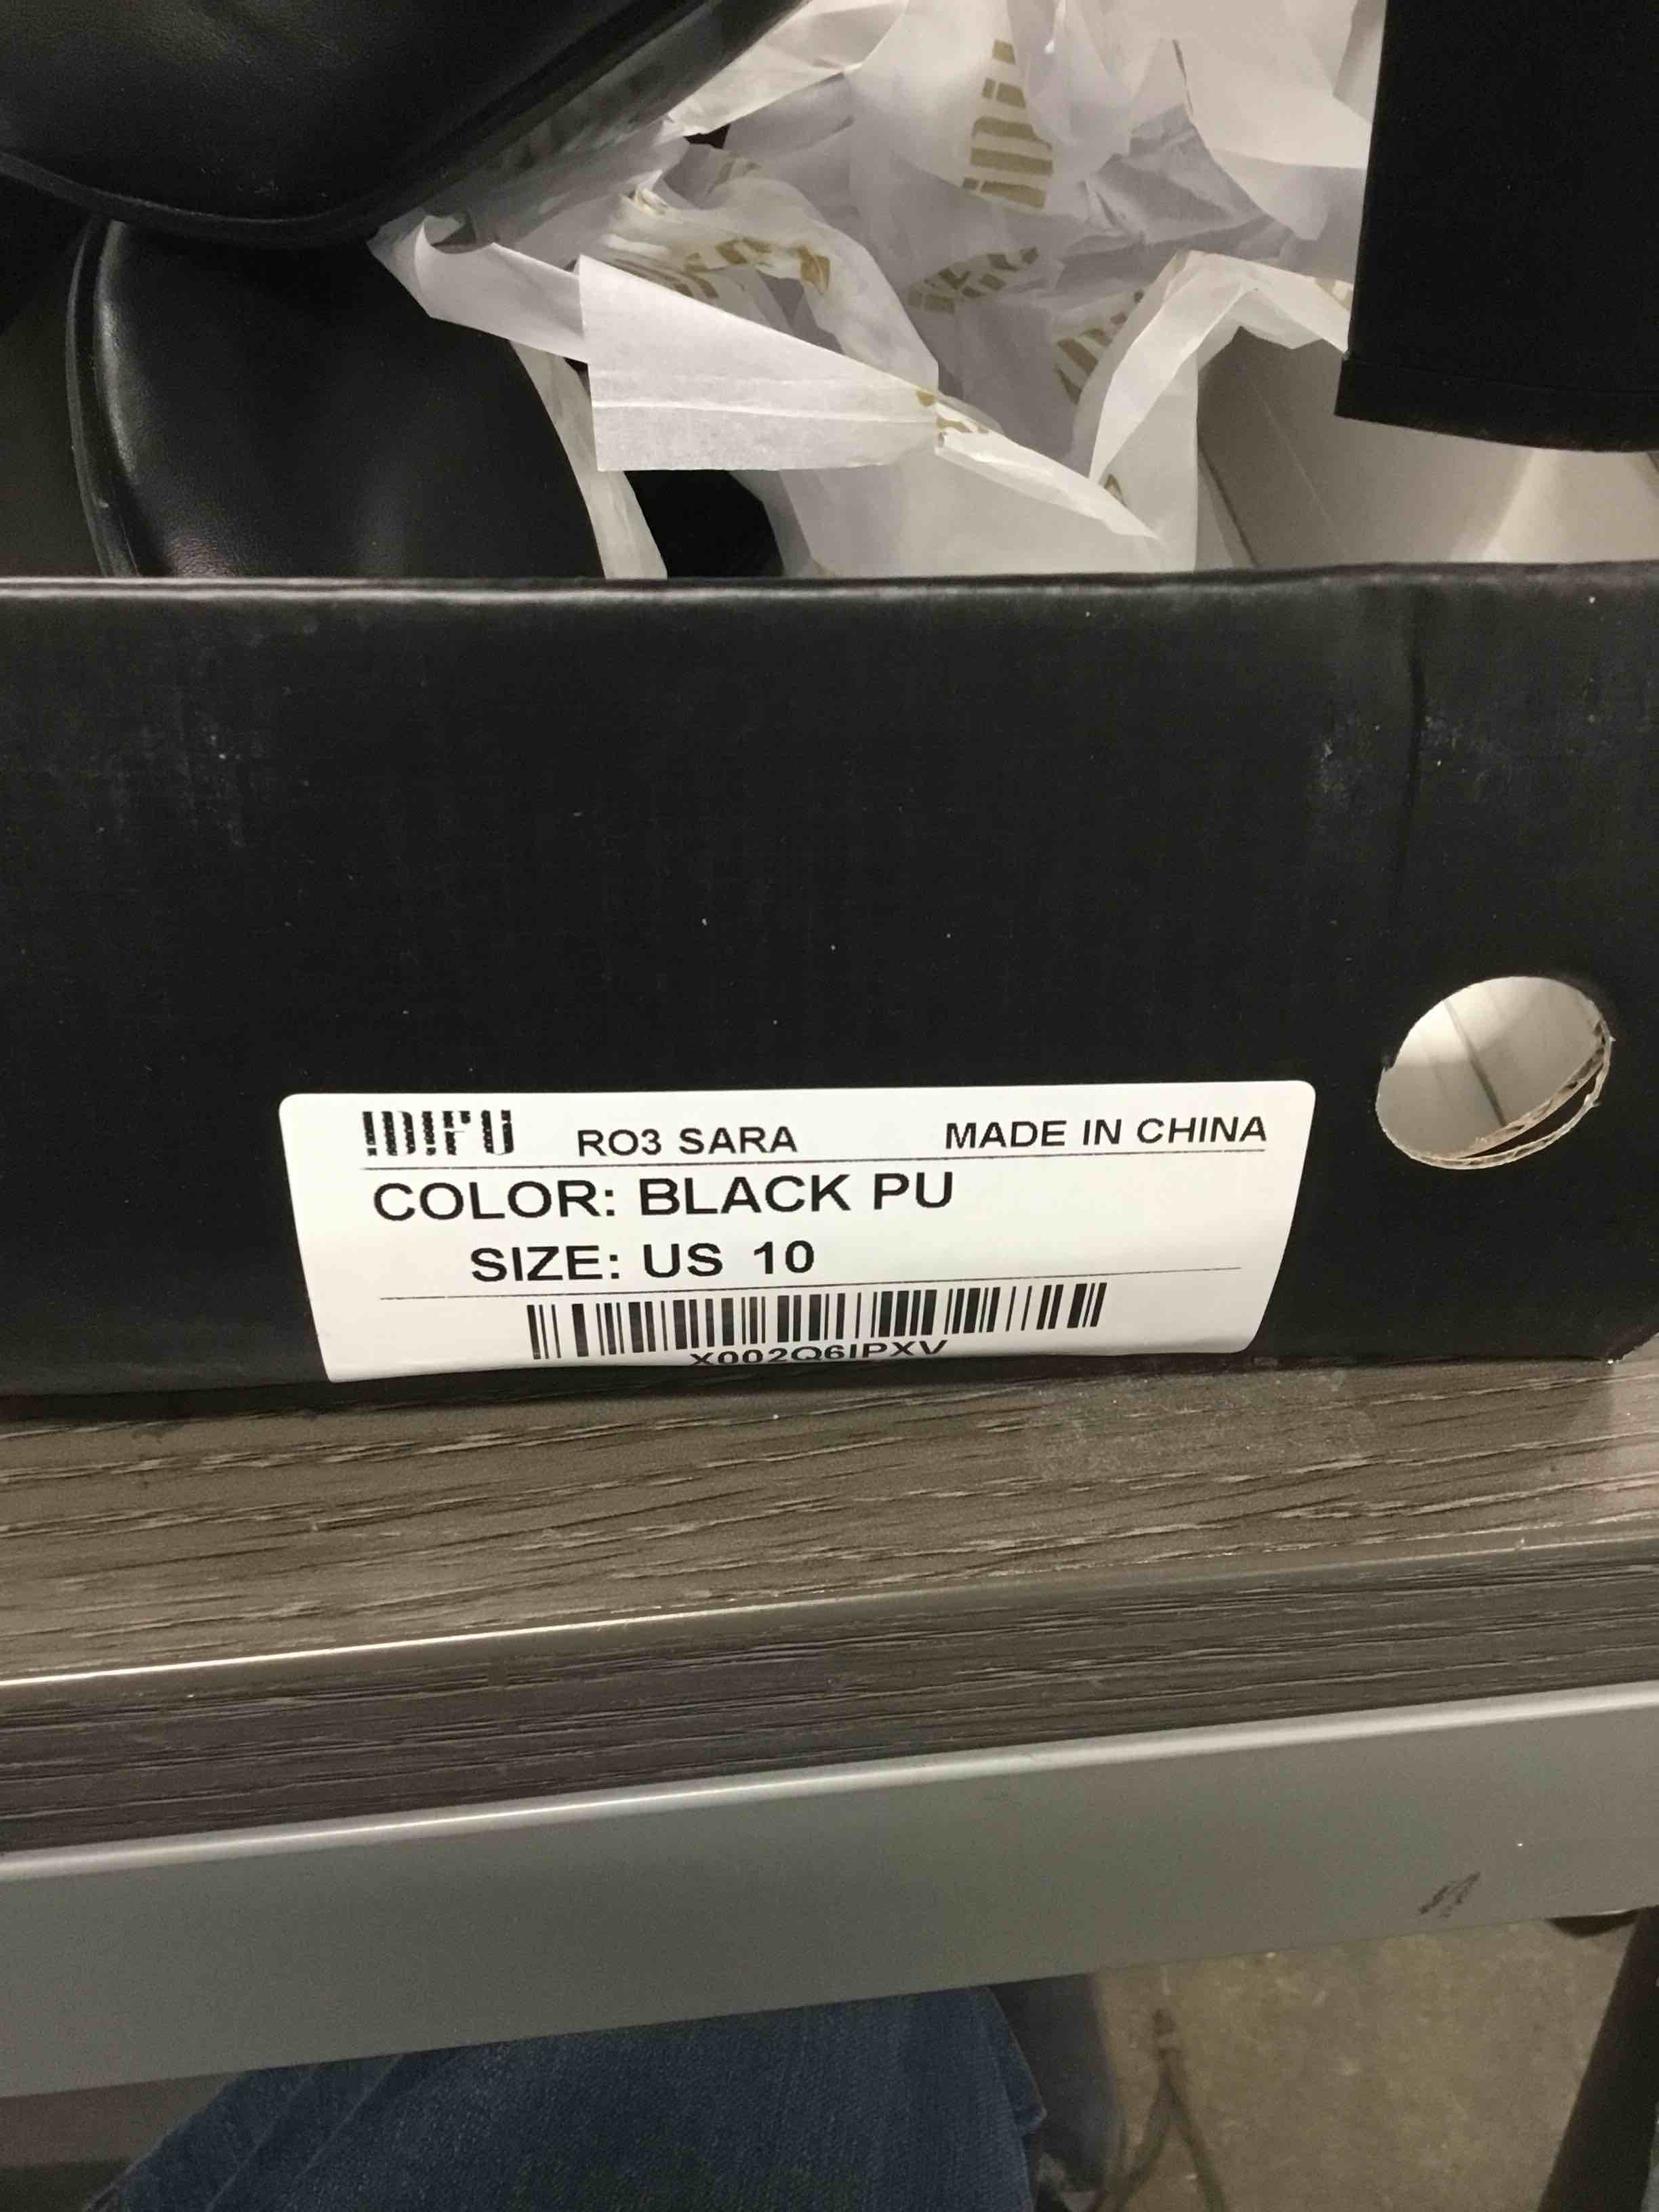 IDIFU RO3 SARA MADE IN CHINA
COLOR: BLACK PU
SIZE: US 10
X002Q6IPXV